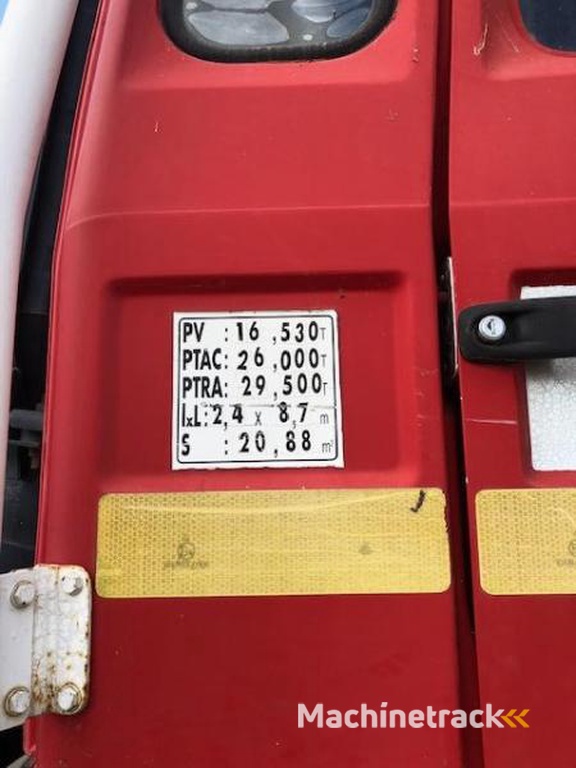 PV : 16 ,530T
PTAC: 26 ,000T
PTRA: 29 ,500T
lxL: 2,4 x 8,7 m
S : 20,88 m²
Machinetrack